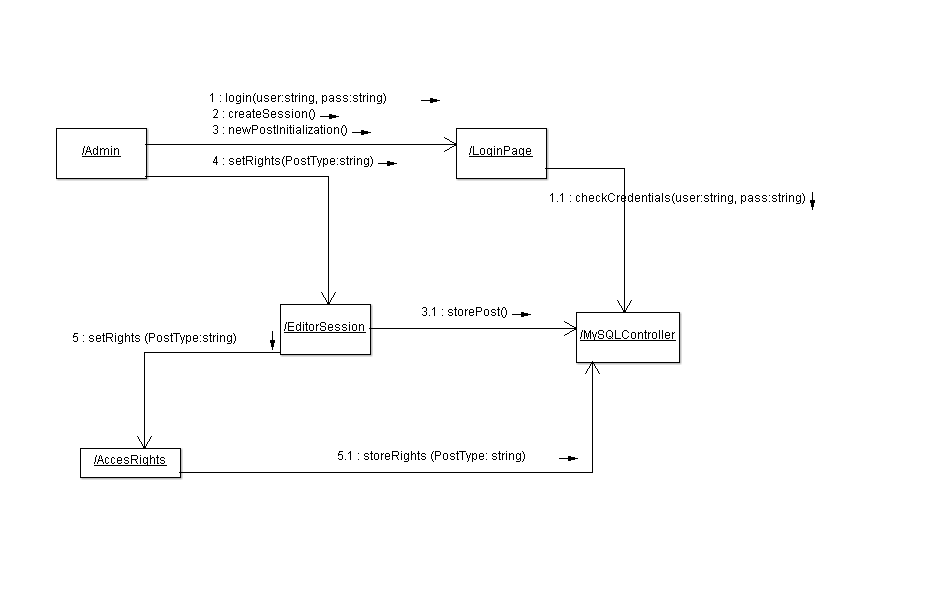 1 : login(user:string, pass:string)
2 : createSession()
3 : newPostInitialization()
/Admin
/LoginPage
4 : setRights(PostType:string)
1.1 : checkCredentials(user:string, pass:string)
3.1 : storePost()
/EditorSession
/MySQLController
5 : setRights (PostType:string)
5.1 : storeRights (PostType: string)
/AccesRights